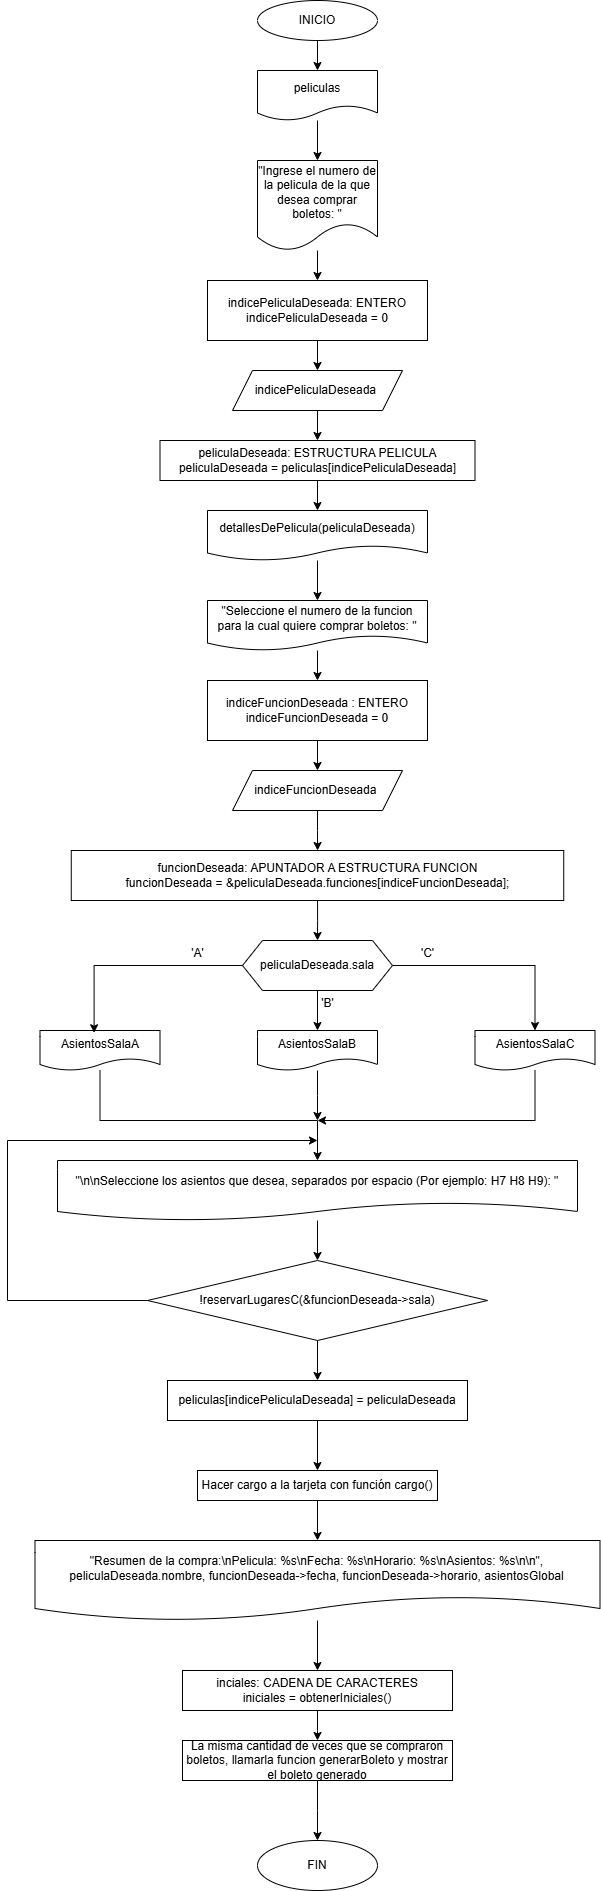 INICIO
peliculas
"Ingrese el numero de
la pelicula de la que
desea comprar
boletos: "
indicePeliculaDeseada: ENTERO
indicePeliculaDeseada = 0
indicePeliculaDeseada
peliculaDeseada: ESTRUCTURA PELICULA
peliculaDeseada = peliculas[indicePeliculaDeseada]
detallesDePelicula(peliculaDeseada)
"Seleccione el numero de la funcion
para la cual quiere comprar boletos: "
indiceFuncionDeseada : ENTERO
indiceFuncionDeseada = 0
indiceFuncionDeseada
funcionDeseada: APUNTADOR A ESTRUCTURA FUNCION
funcionDeseada = &peliculaDeseada.funciones[indiceFuncionDeseada];
'A'
peliculaDeseada.sala
'C'
'B'
AsientosSalaA
AsientosSalaB
AsientosSalaC
"\n\nSeleccione los asientos que desea, separados por espacio (Por ejemplo: H7 H8 H9): "
!reservarLugaresC(&funcionDeseada->sala)
peliculas[indicePeliculaDeseada] = peliculaDeseada
Hacer cargo a la tarjeta con función cargo()
"Resumen de la compra:\nPelicula: %s\nFecha: %s\nHorario: %s\nAsientos: %s\n\n",
peliculaDeseada.nombre, funcionDeseada->fecha, funcionDeseada->horario, asientosGlobal
inciales: CADENA DE CARACTERES
iniciales = obtenerIniciales()
La misma cantidad de veces que se compraron
boletos, llamarla funcion generarBoleto y mostrar
el boleto generado
FIN